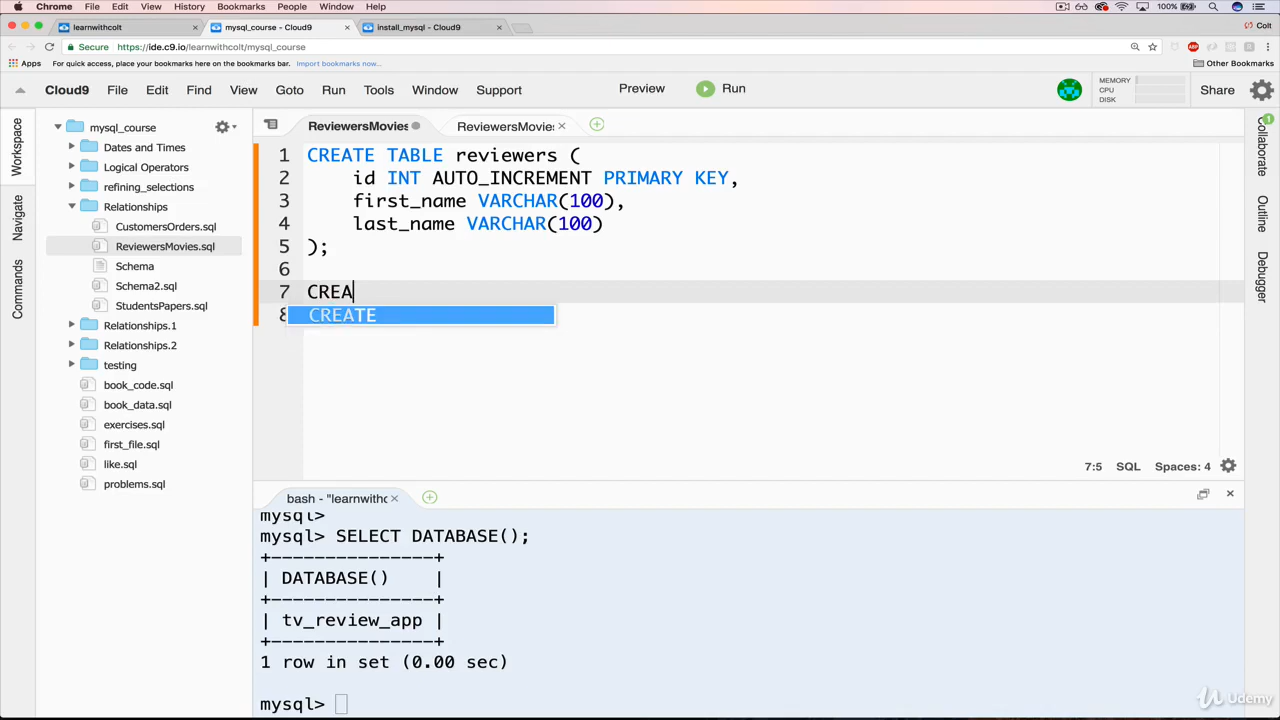 Chrome File Edit View History Bookmarks People Window Help 100%
learnwithcolt × mysql_course - Cloud9 × install_mysql - Cloud9 × Colt
Secure https://ide.c9.io/learnwithcolt/mysql_course ABP
Apps For quick access, place your bookmarks here on the bookmarks bar. Import bookmarks now... Other Bookmarks
Cloud9 File Edit Find View Goto Run Tools Window Support Preview Run MEMORY Share
CPU
DISK
Workspace
Navigate
Commands
mysql_course
Dates and Times
Logical Operators
refining_selections
Relationships
CustomersOrders.sql
ReviewersMovies.sql
Schema
Schema2.sql
StudentsPapers.sql
Relationships.1
Relationships.2
testing
book_code.sql
book_data.sql
exercises.sql
first_file.sql
like.sql
problems.sql
ReviewersMovies ReviewersMovie: ×
1 CREATE TABLE reviewers (
2 id INT AUTO_INCREMENT PRIMARY KEY,
3 first_name VARCHAR(100),
4 last_name VARCHAR(100)
5 );
6
7 CREA
8 CREATE
7:5 SQL Spaces: 4
Collaborate
1
Outline
Debugger
bash - "learnwithc ×
mysql>
mysql> SELECT DATABASE();
+---------------+
| DATABASE() |
+---------------+
| tv_review_app |
+---------------+
1 row in set (0.00 sec)
mysql>
Udemy